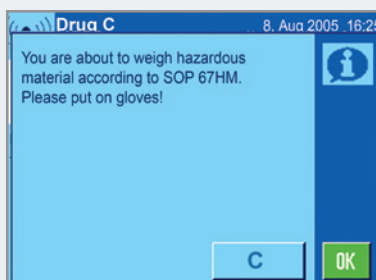 Drug C 8. Aug 2005 16:25
You are about to weigh hazardous
material according to SOP 67HM.
Please put on gloves!
C OK